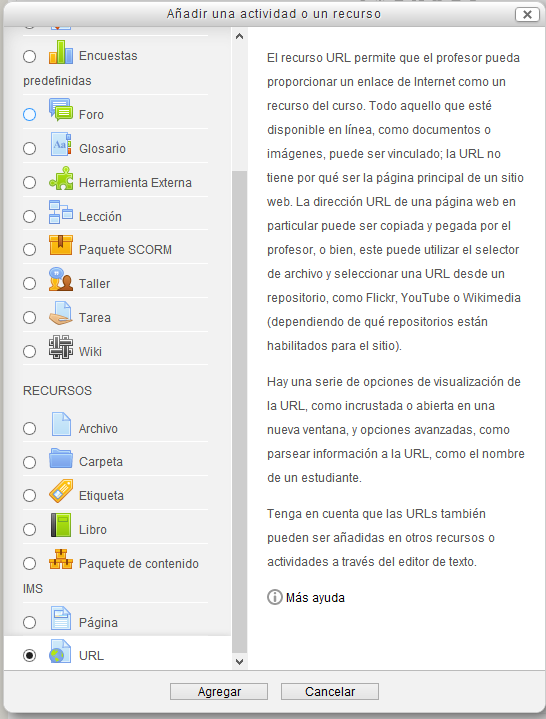 Añadir una actividad o un recurso
Encuestas
predefinidas
Foro
Glosario
Herramienta Externa
Lección
Paquete SCORM
Taller
Tarea
Wiki
RECURSOS
Archivo
Carpeta
Etiqueta
Libro
Paquete de contenido
IMS
Página
URL
El recurso URL permite que el profesor pueda
proporcionar un enlace de Internet como un
recurso del curso. Todo aquello que esté
disponible en línea, como documentos o
imágenes, puede ser vinculado; la URL no
tiene por qué ser la página principal de un sitio
web. La dirección URL de una página web en
particular puede ser copiada y pegada por el
profesor, o bien, este puede utilizar el selector
de archivo y seleccionar una URL desde un
repositorio, como Flickr, YouTube o Wikimedia
(dependiendo de qué repositorios están
habilitados para el sitio).
Hay una serie de opciones de visualización de
la URL, como incrustada o abierta en una
nueva ventana, y opciones avanzadas, como
parsear información a la URL, como el nombre
de un estudiante.
Tenga en cuenta que las URLs también
pueden ser añadidas en otros recursos o
actividades a través del editor de texto.
Más ayuda
Agregar
Cancelar